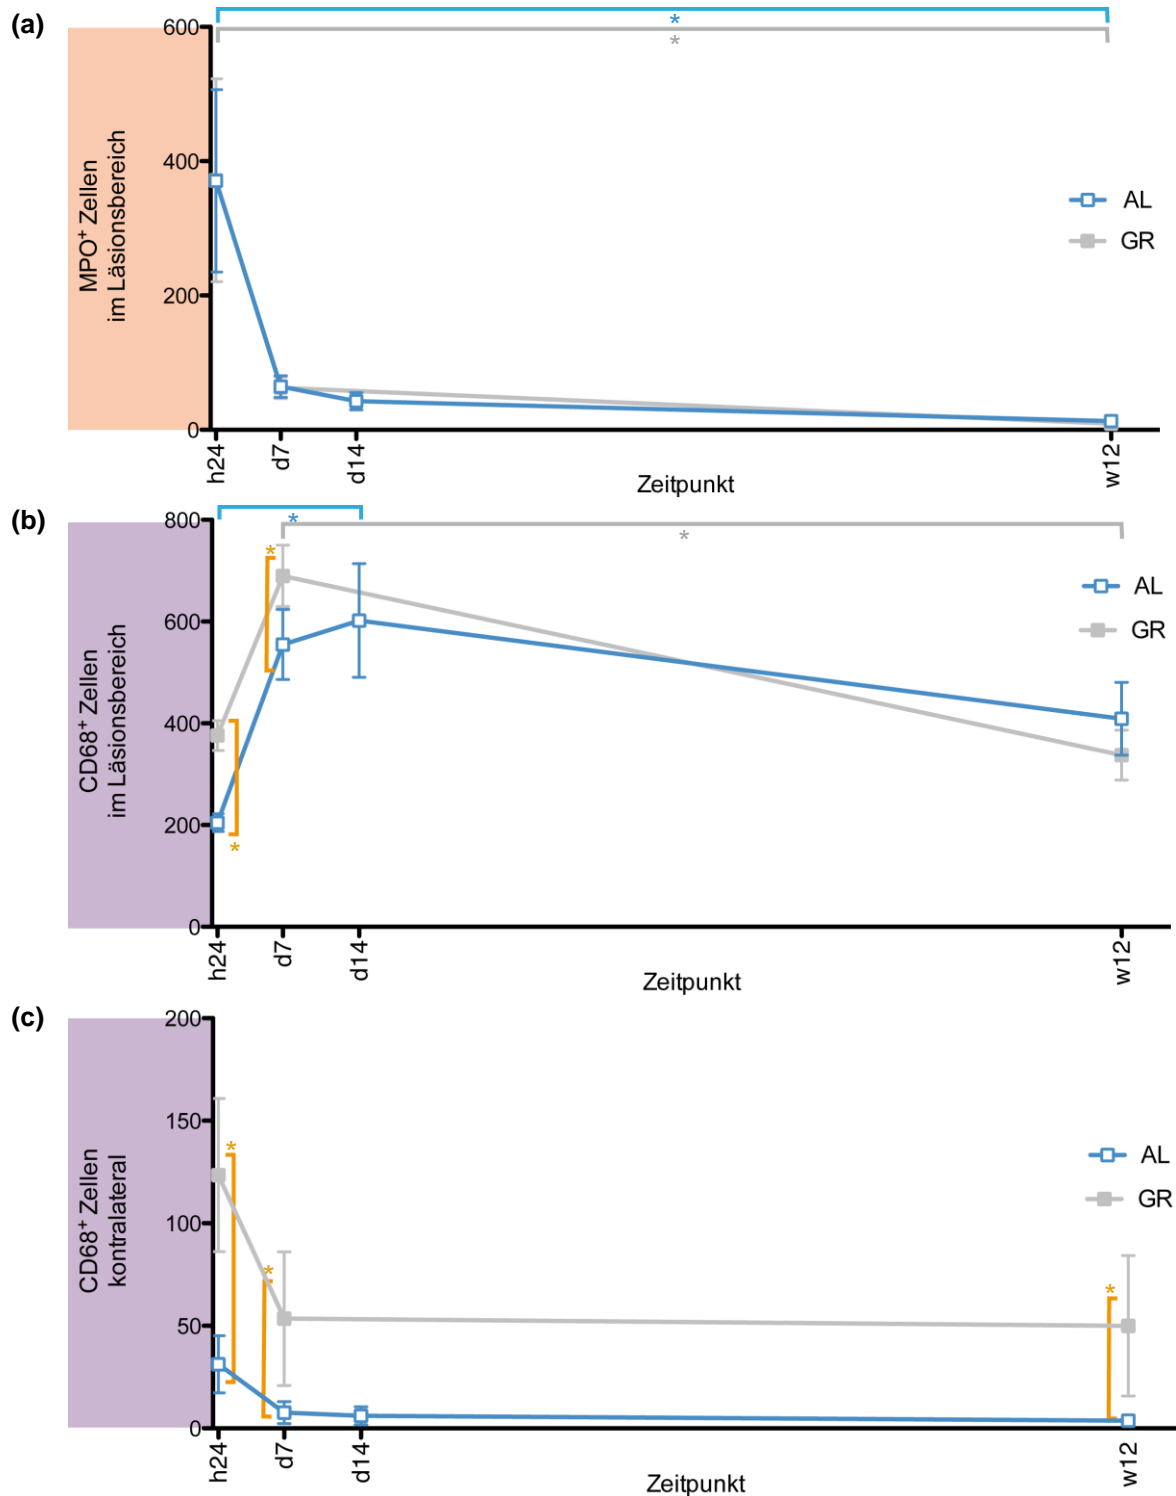 (a)
*
*
600
400
200
0
MPO⁺ Zellen
im Läsionsbereich
AL
GR
h24
d7
d14
w12
Zeitpunkt
(b)
*
*
*
*
800
600
400
200
0
CD68⁺ Zellen
im Läsionsbereich
AL
GR
h24
d7
d14
w12
Zeitpunkt
(c)
200
150
100
50
0
CD68⁺ Zellen
kontralateral
*
*
*
AL
GR
h24
d7
d14
w12
Zeitpunkt